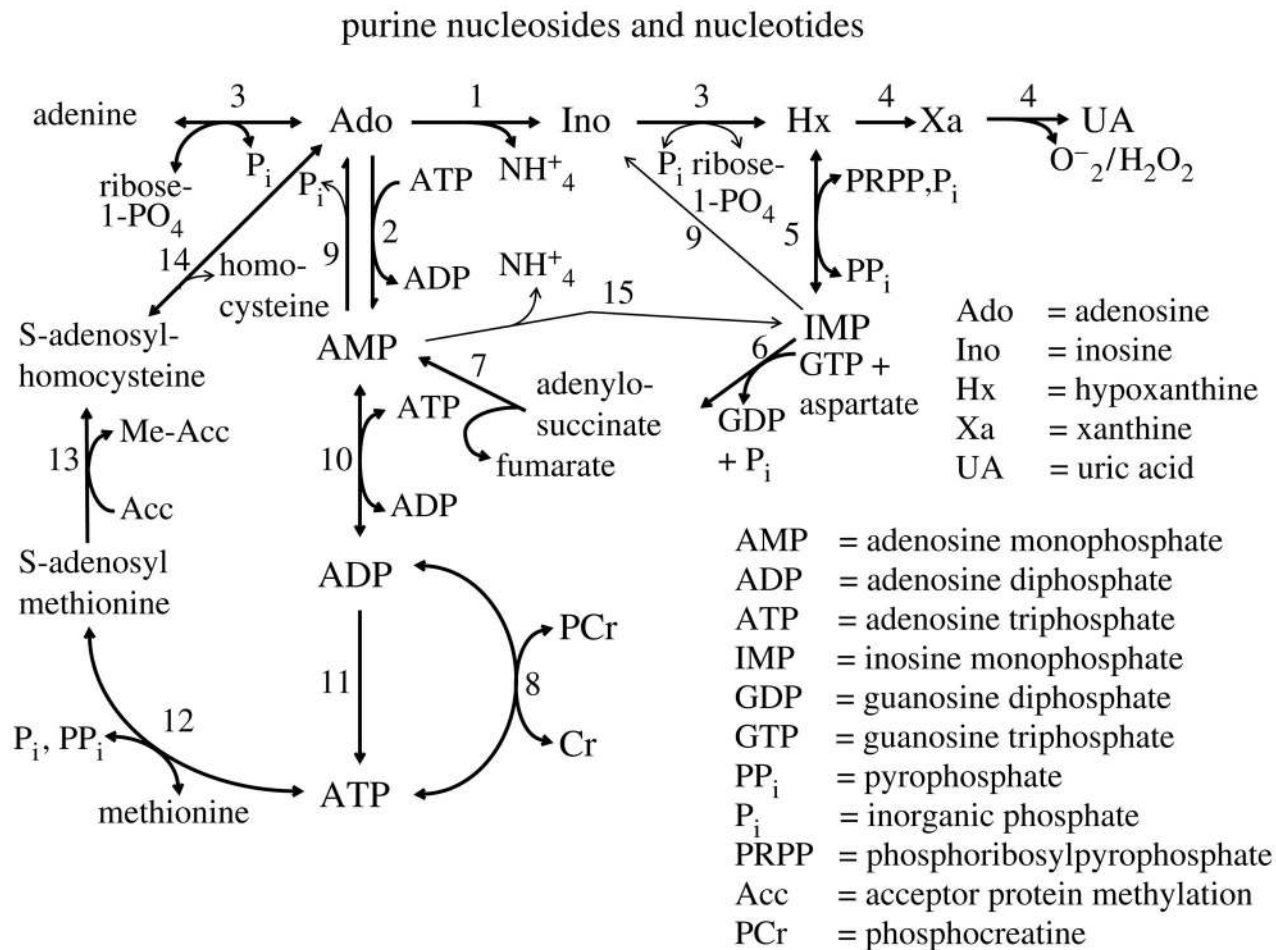 purine nucleosides and nucleotides
3 1 3 4 4
adenine Ado Ino Hx Xa UA
Pi NH+4 Pi ribose-1-PO4 O−2/H2O2
ribose-
1-PO4
Pi ATP PRPP,Pi
14 9 2 9 5
homo-
cysteine
ADP NH+4 15 PPi
S-adenosyl-
homocysteine
AMP IMP
7 6
adenylo-
succinate
GTP +
aspartate
ATP GDP
+ Pi
fumarate
13 Me-Acc 10
Acc ADP
S-adenosyl
methionine
ADP
PCr
11 8
12
Pi, PPi Cr
methionine ATP
Ado = adenosine
Ino = inosine
Hx = hypoxanthine
Xa = xanthine
UA = uric acid
AMP = adenosine monophosphate
ADP = adenosine diphosphate
ATP = adenosine triphosphate
IMP = inosine monophosphate
GDP = guanosine diphosphate
GTP = guanosine triphosphate
PPi = pyrophosphate
Pi = inorganic phosphate
PRPP = phosphoribosylpyrophosphate
Acc = acceptor protein methylation
PCr = phosphocreatine